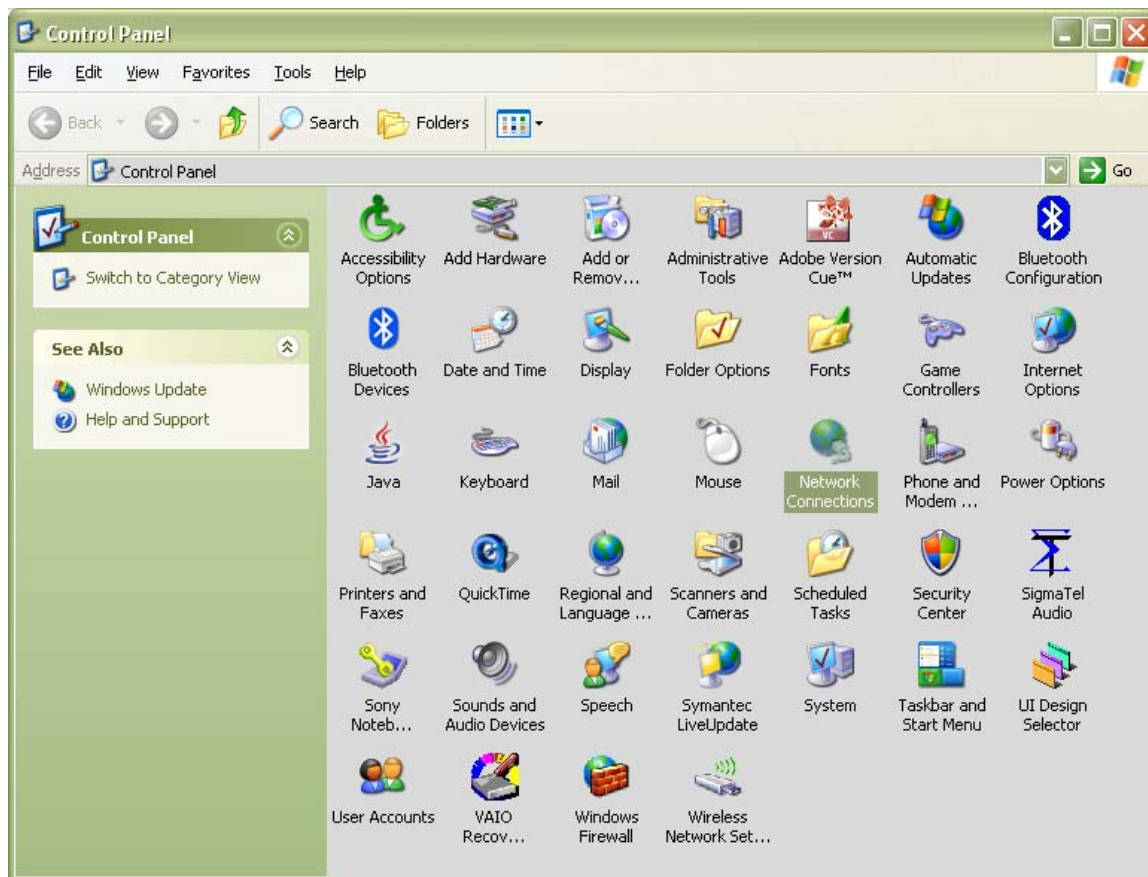 Control Panel
File Edit View Favorites Tools Help
Back Search Folders
Address Control Panel Go
Control Panel
Switch to Category View
See Also
Windows Update
Help and Support
Accessibility Options
Add Hardware
Add or Remov...
Administrative Tools
Adobe Version Cue™
VC
Automatic Updates
Bluetooth Configuration
Bluetooth Devices
Date and Time
Display
Folder Options
Fonts
Game Controllers
Internet Options
Java
Keyboard
Mail
Mouse
Network Connections
Phone and Modem ...
Power Options
Printers and Faxes
QuickTime
Regional and Language ...
Scanners and Cameras
Scheduled Tasks
Security Center
SigmaTel Audio
Sony Noteb...
Sounds and Audio Devices
Speech
Symantec LiveUpdate
System
Taskbar and Start Menu
UI Design Selector
User Accounts
VAIO Recov...
Windows Firewall
Wireless Network Set...